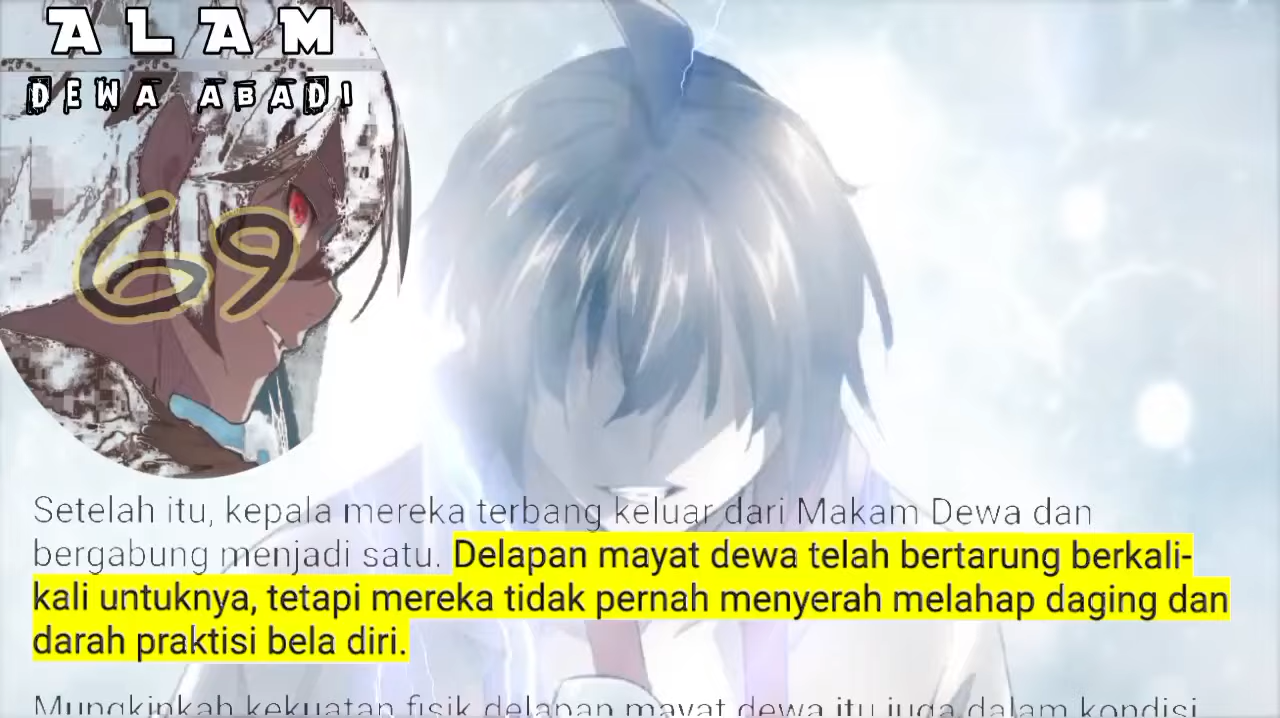 ALAM
DEWA ABADI
69
Setelah itu, kepala mereka terbang keluar dari Makam Dewa dan
bergabung menjadi satu. Delapan mayat dewa telah bertarung berkali-
kali untuknya, tetapi mereka tidak pernah menyerah melahap daging dan
darah praktisi bela diri.
Mungkinkah kekuatan fisik delapan mayat dewa itu juga dalam kondisi